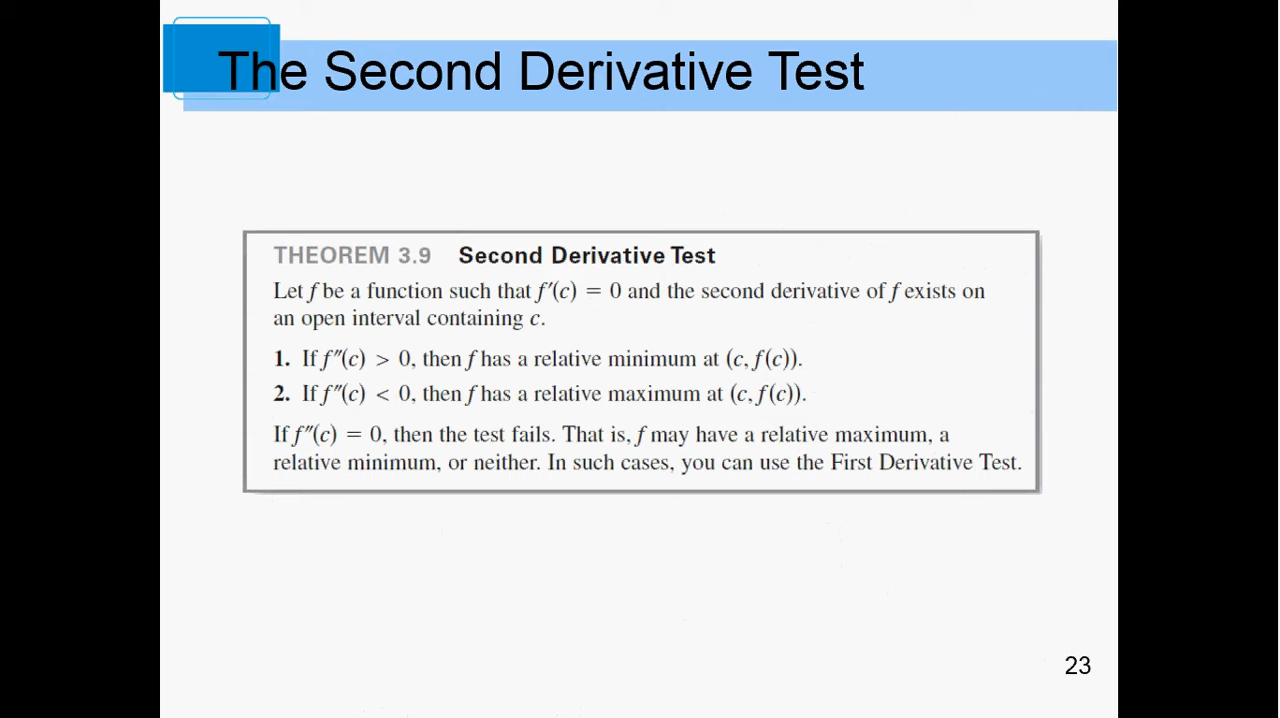 The Second Derivative Test
THEOREM 3.9 Second Derivative Test
Let f be a function such that f′(c) = 0 and the second derivative of f exists on
an open interval containing c.
1. If f″(c) > 0, then f has a relative minimum at (c, f(c)).
2. If f″(c) < 0, then f has a relative maximum at (c, f(c)).
If f″(c) = 0, then the test fails. That is, f may have a relative maximum, a
relative minimum, or neither. In such cases, you can use the First Derivative Test.
23